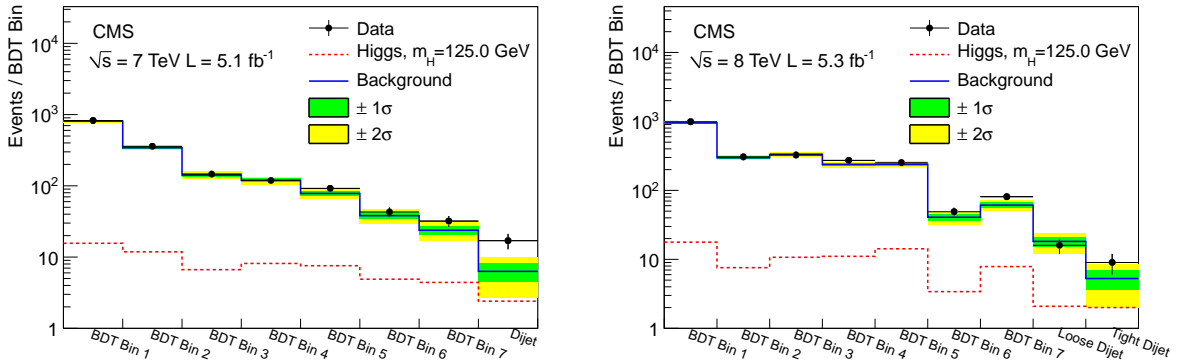 Events / BDT Bin
10⁴
10³
10²
10
1
CMS
√s = 7 TeV L = 5.1 fb⁻¹
Data
Higgs, m_H=125.0 GeV
Background
± 1σ
± 2σ
BDT Bin 1
BDT Bin 2
BDT Bin 3
BDT Bin 4
BDT Bin 5
BDT Bin 6
BDT Bin 7
Dijet
Events / BDT Bin
10⁴
10³
10²
10
1
CMS
√s = 8 TeV L = 5.3 fb⁻¹
Data
Higgs, m_H=125.0 GeV
Background
± 1σ
± 2σ
BDT Bin 1
BDT Bin 2
BDT Bin 3
BDT Bin 4
BDT Bin 5
BDT Bin 6
BDT Bin 7
Loose Dijet
Tight Dijet